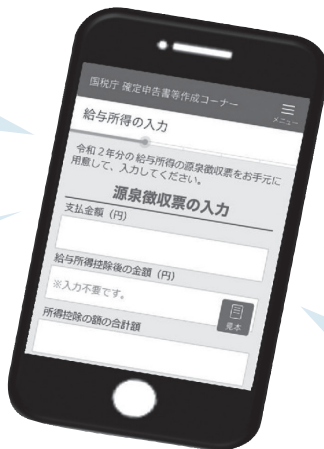 国税庁 確定申告書等作成コーナー
メニュー
給与所得の入力
令和2年分の給与所得の源泉徴収票をお手元に
用意して、入力してください。
源泉徴収票の入力
支払金額(円)
給与所得控除後の金額(円)
※入力不要です。
見本
所得控除の額の合計額